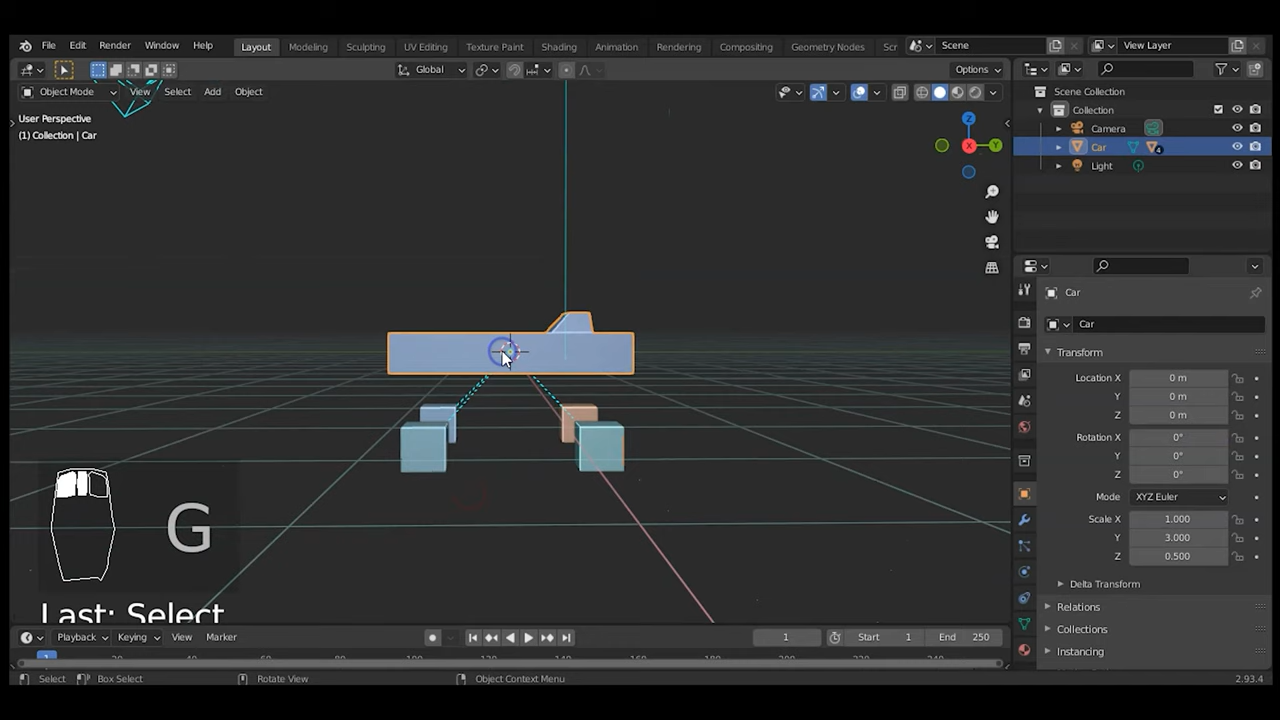 File Edit Render Window Help Layout Modeling Sculpting UV Editing Texture Paint Shading Animation Rendering Compositing Geometry Nodes Scr Scene View Layer
Global Options
Object Mode View Select Add Object
User Perspective
(1) Collection | Car
Z
X
Y
Scene Collection
Collection
Camera
Car
4
Light
Car
Car
Transform
Location X 0 m
Y 0 m
Z 0 m
Rotation X 0°
Y 0°
Z 0°
Mode XYZ Euler
Scale X 1.000
Y 3.000
Z 0.500
Delta Transform
Relations
Collections
Instancing
G
Last: Select
Playback Keying View Marker 1 Start 1 End 250
1
Select Box Select Rotate View Object Context Menu 2.93.4